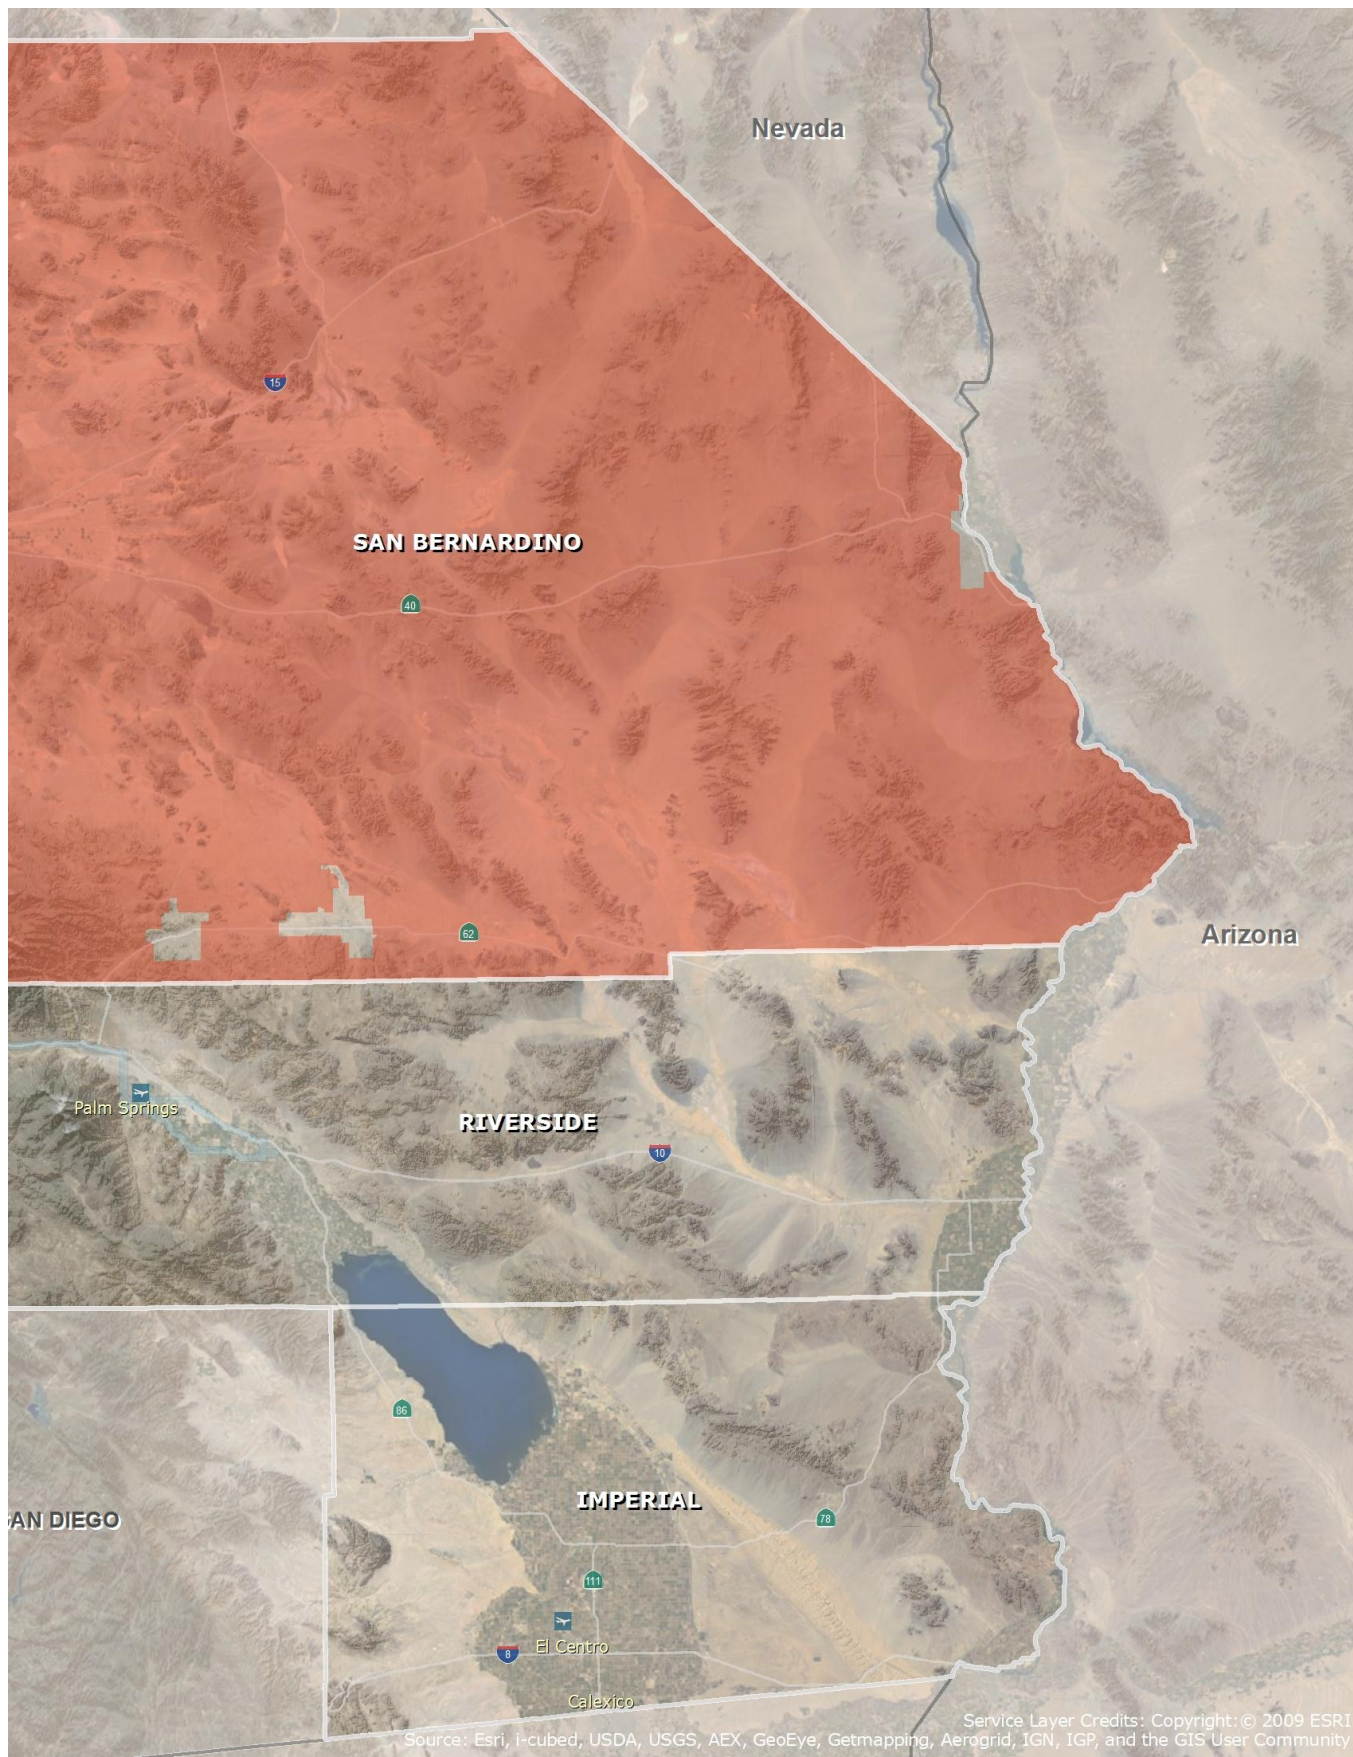 Nevada
15
SAN BERNARDINO
40
62
Arizona
Palm Springs
RIVERSIDE
10
86
IMPERIAL
78
SAN DIEGO
111
El Centro
8
Calexico
Service Layer Credits: Copyright:© 2009 ESRI
Source: Esri, i-cubed, USDA, USGS, AEX, GeoEye, Getmapping, Aerogrid, IGN, IGP, and the GIS User Community